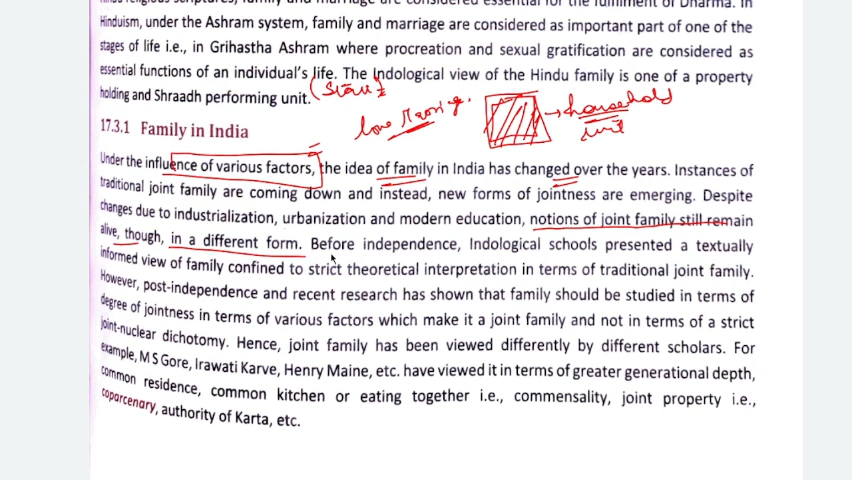 Hindu religious scriptures, family and marriage are considered essential for the fulfilment of Dharma. In
Hinduism, under the Ashram system, family and marriage are considered as important part of one of the
stages of life i.e., in Grihastha Ashram where procreation and sexual gratification are considered as
essential functions of an individual's life. The Indological view of the Hindu family is one of a property
holding and Shraadh performing unit.
love
household
unit
17.3.1 Family in India
Under the influence of various factors, the idea of family in India has changed over the years. Instances of
traditional joint family are coming down and instead, new forms of jointness are emerging. Despite
changes due to industrialization, urbanization and modern education, notions of joint family still remain
alive, though, in a different form. Before independence, Indological schools presented a textually
informed view of family confined to strict theoretical interpretation in terms of traditional joint family.
However, post-independence and recent research has shown that family should be studied in terms of
degree of jointness in terms of various factors which make it a joint family and not in terms of a strict
joint-nuclear dichotomy. Hence, joint family has been viewed differently by different scholars. For
example, M S Gore, Irawati Karve, Henry Maine, etc. have viewed it in terms of greater generational depth,
common residence, common kitchen or eating together i.e., commensality, joint property i.e.,
coparcenary, authority of Karta, etc.